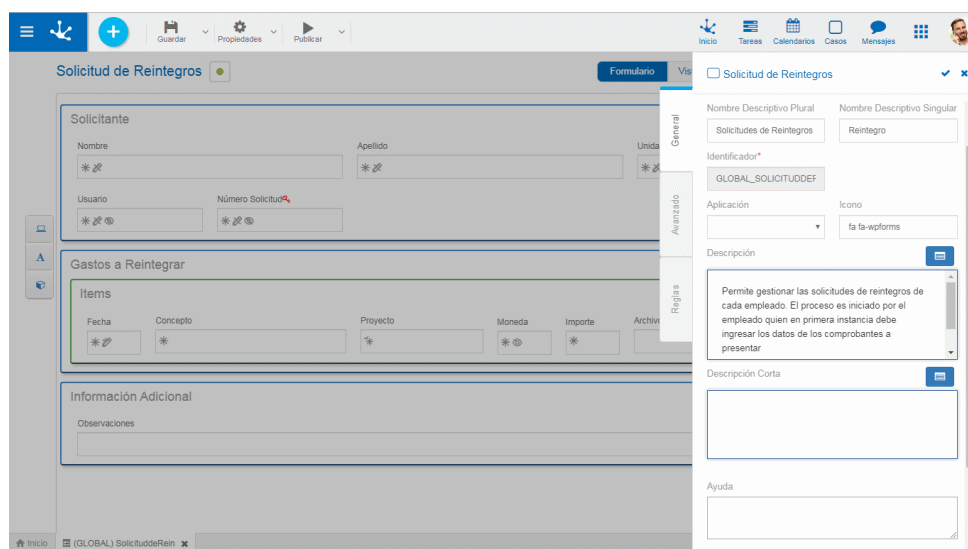 Guardar
Propiedades
Publicar
Inicio
Tareas
Calendarios
Casos
Mensajes
Solicitud de Reintegros
Formulario
Vis
Solicitante
Nombre
Apellido
Unida
Usuario
Número Solicitud
Gastos a Reintegrar
Items
Fecha
Concepto
Proyecto
Moneda
Importe
Archivo
Información Adicional
Observaciones
General
Avanzado
Reglas
Solicitud de Reintegros
Nombre Descriptivo Plural
Nombre Descriptivo Singular
Solicitudes de Reintegros
Reintegro
Identificador*
GLOBAL_SOLICITUDDEF
Aplicación
Icono
fa fa-wpforms
Descripción
Permite gestionar las solicitudes de reintegros de
cada empleado. El proceso es iniciado por el
empleado quien en primera instancia debe
ingresar los datos de los comprobantes a
presentar
Descripción Corta
Ayuda
Inicio
(GLOBAL) SolicituddeRein